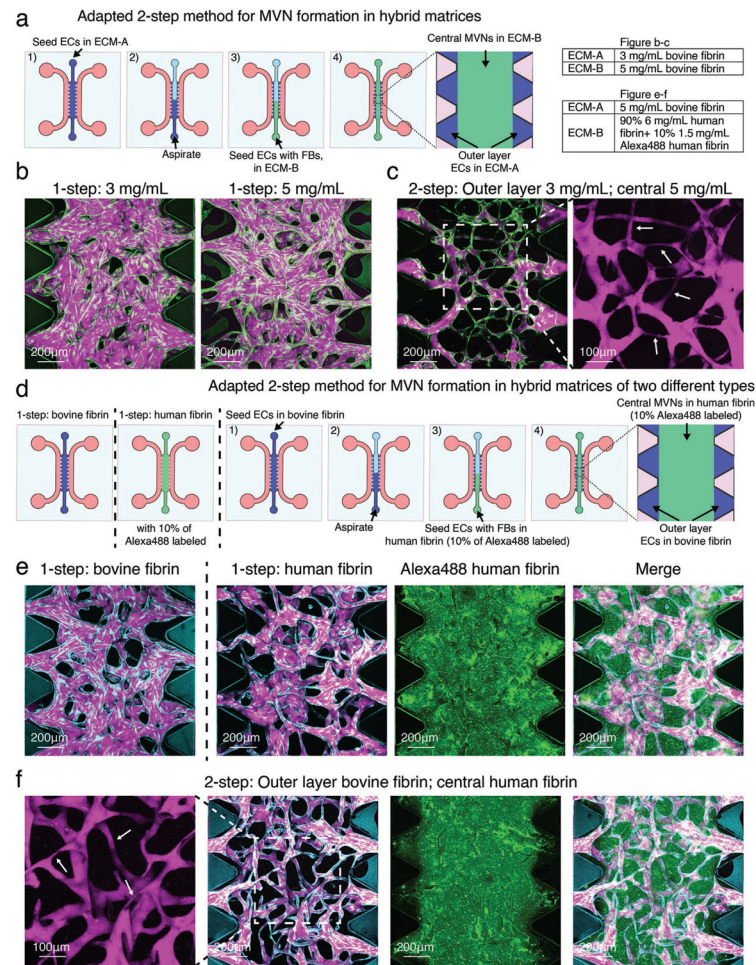 a
Adapted 2-step method for MVN formation in hybrid matrices
Seed ECs in ECM-A
1)
2)
3)
4)
Aspirate
Seed ECs with FBs,
in ECM-B
Central MVNs in ECM-B
Outer layer
ECs in ECM-A
Figure b-c
ECM-A 3 mg/mL bovine fibrin
ECM-B 5 mg/mL bovine fibrin
Figure e-f
ECM-A 5 mg/mL bovine fibrin
ECM-B 90% 6 mg/mL human
fibrin+ 10% 1.5 mg/mL
Alexa488 human fibrin
b
1-step: 3 mg/mL
1-step: 5 mg/mL
200μm
200μm
c
2-step: Outer layer 3 mg/mL; central 5 mg/mL
200μm
100μm
d
Adapted 2-step method for MVN formation in hybrid matrices of two different types
1-step: bovine fibrin
1-step: human fibrin
with 10% of
Alexa488 labeled
Seed ECs in bovine fibrin
1)
2)
3)
4)
Aspirate
Seed ECs with FBs in
human fibrin (10% of Alexa488 labeled)
Central MVNs in human fibrin
(10% Alexa488 labeled)
Outer layer
ECs in bovine fibrin
e
1-step: bovine fibrin
1-step: human fibrin
Alexa488 human fibrin
Merge
200μm
200μm
200μm
200μm
f
2-step: Outer layer bovine fibrin; central human fibrin
100μm
200μm
200μm
200μm